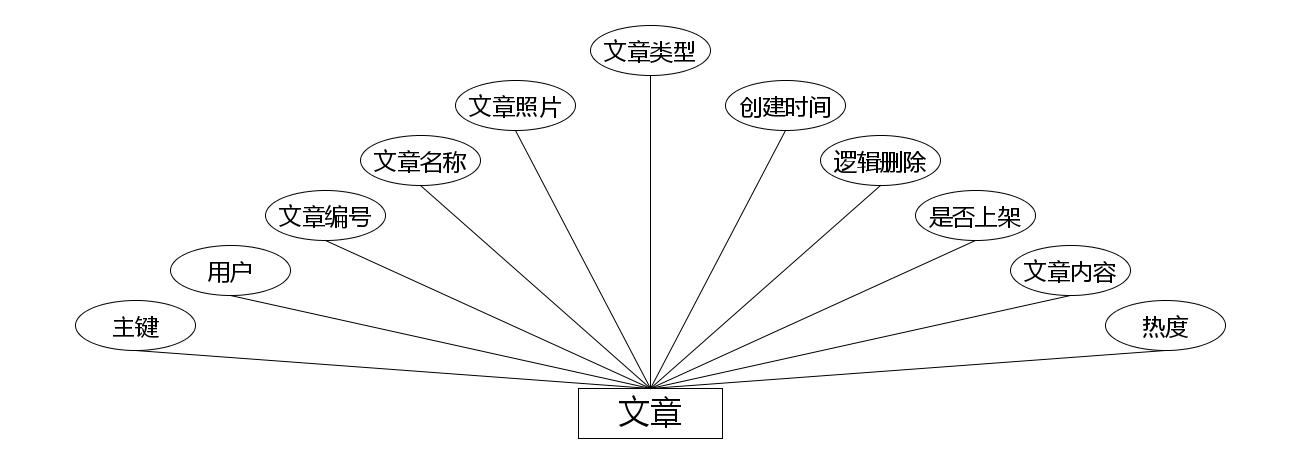 文章类型
文章照片
创建时间
文章名称
逻辑删除
文章编号
是否上架
用户
文章内容
主键
热度
文章